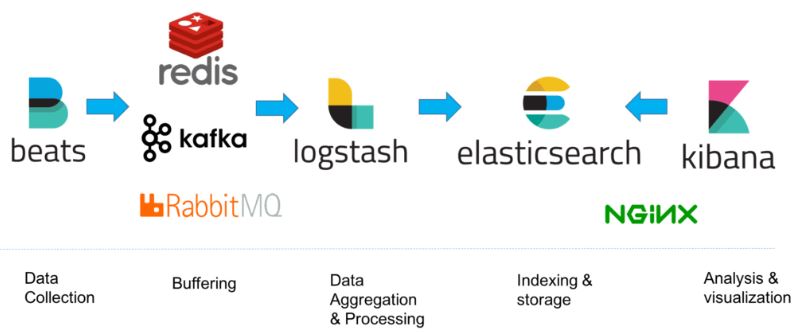 redis
beats
kafka
logstash
elasticsearch
kibana
RabbitMQ
NGINX
Data
Collection
Buffering
Data
Aggregation
& Processing
Indexing &
storage
Analysis &
visualization